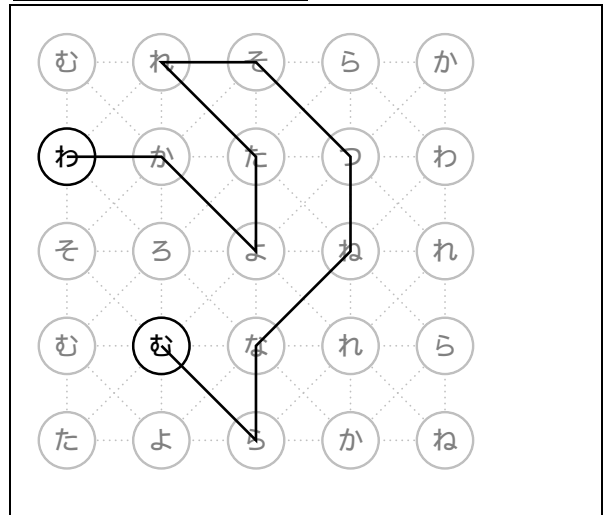 む れ そ ら か
わ か た つ わ
そ ろ よ ね れ
む む な れ ら
た よ ら か ね